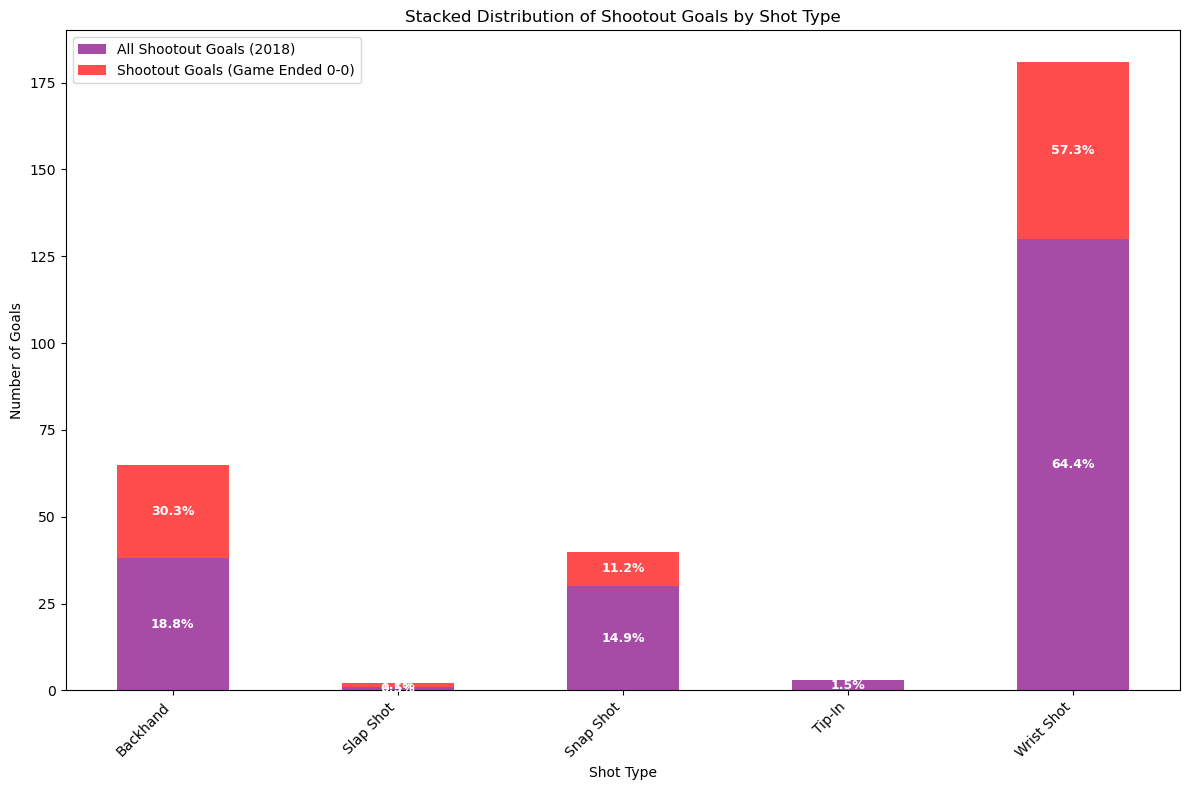 Stacked Distribution of Shootout Goals by Shot Type
All Shootout Goals (2018)
Shootout Goals (Game Ended 0-0)
Number of Goals
175
150
125
100
75
50
25
0
57.3%
64.4%
30.3%
18.8%
11.2%
14.9%
1.5%
Backhand
Slap Shot
Snap Shot
Tip-In
Wrist Shot
Shot Type